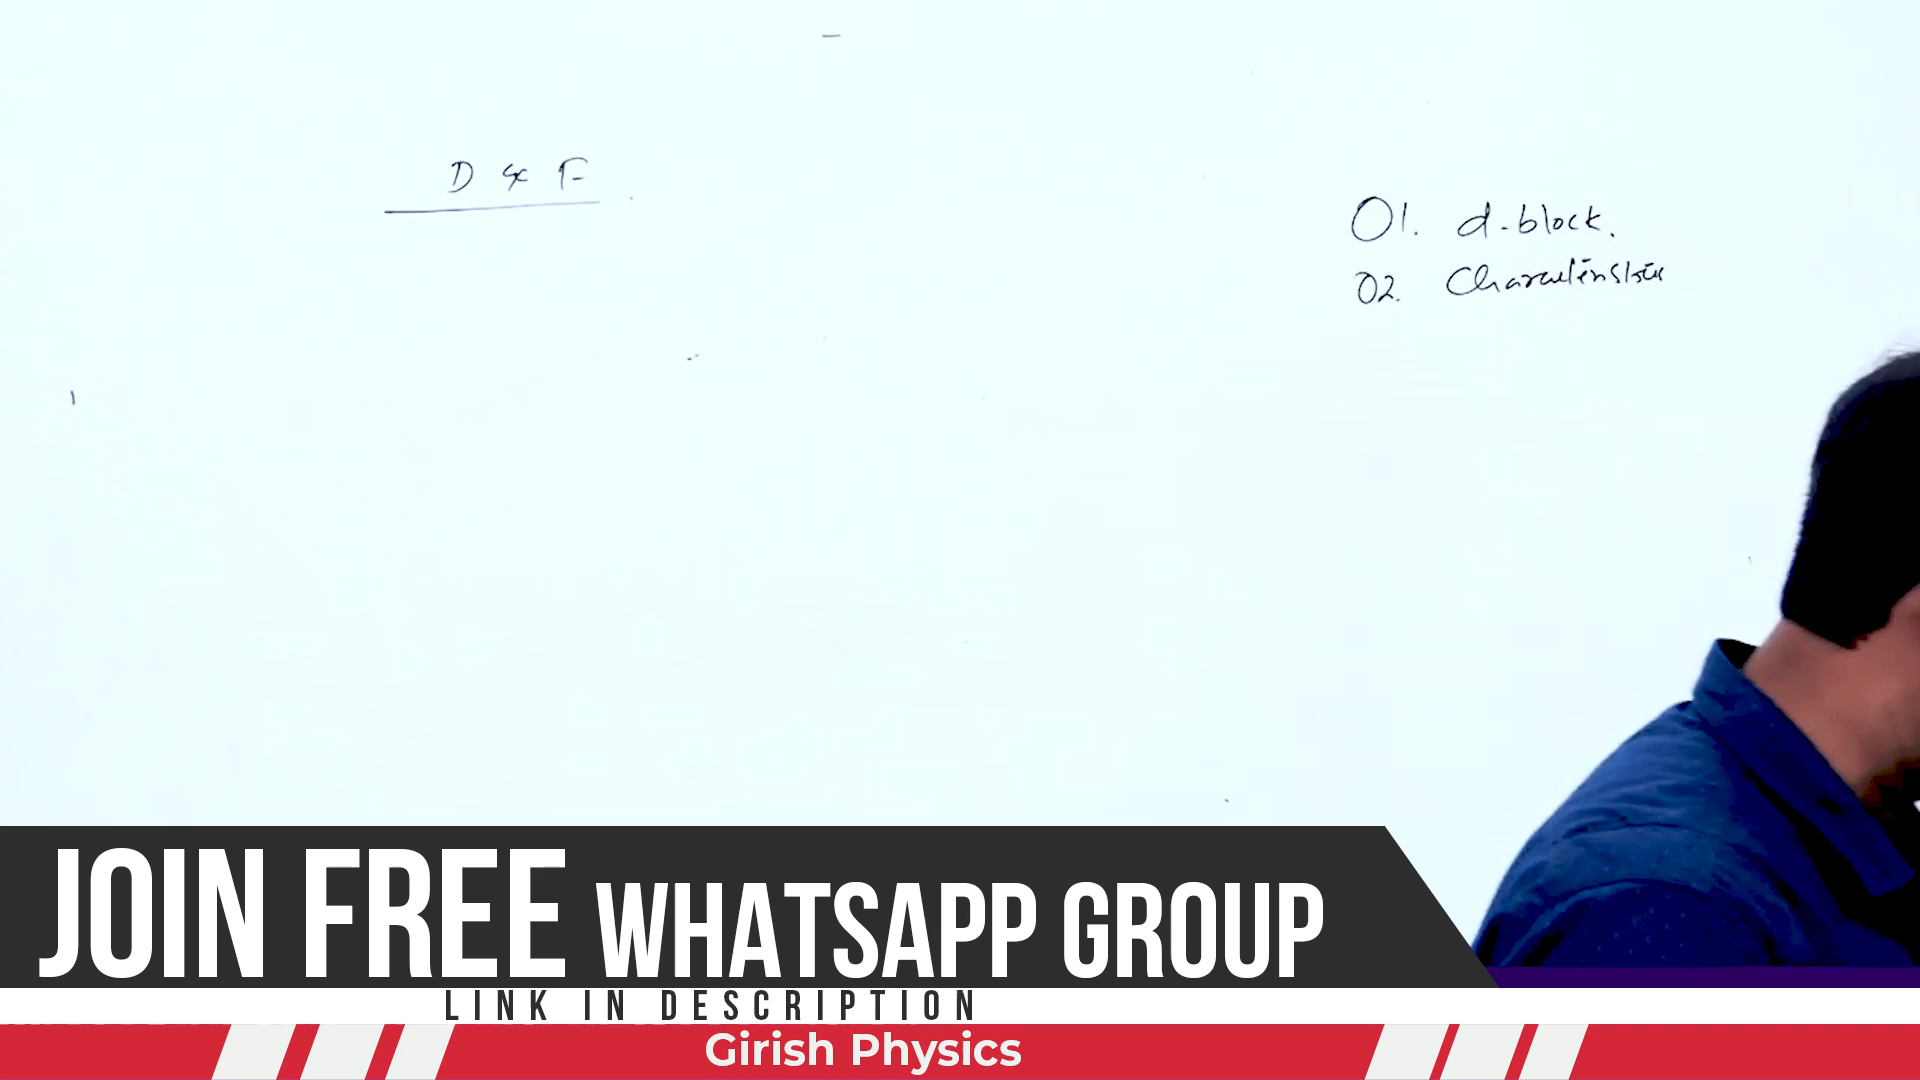 D & F
01. d-block.
02. Characteristics
JOIN FREE WHATSAPP GROUP
LINK IN DESCRIPTION
Girish Physics